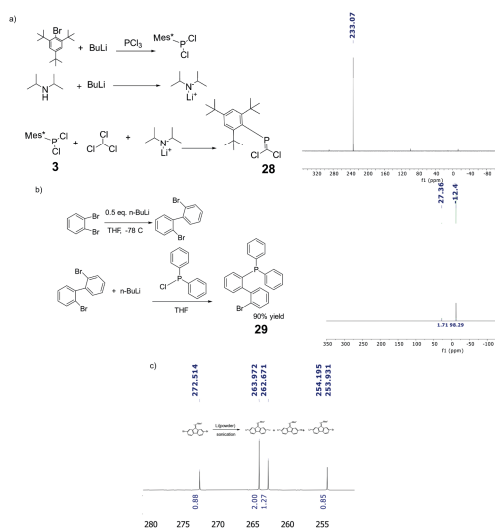 a)
Br
+ BuLi
PCl3
Mes*
P
Cl
Cl
N
H
+ BuLi
N-
Li+
Mes*
P
Cl
Cl
+
Cl
Cl
Cl
+
N-
Li+
P
Cl
Cl
3
28
-233.07
320 280 240 200 160 120 80 40 0 -40 -80
f1 (ppm)
b)
Br
Br
0.5 eq. n-BuLi
THF, -78 C
Br
Br
Br
Br
+ n-BuLi
Cl
P
THF
P
Br
90% yield
29
-27.36
--12.4
1.71 98.29
350 300 250 200 150 100 50 0 -50 -100
f1 (ppm)
c)
272.514
263.972
262.671
254.195
253.931
Li(powder)
sonication
0.88
2.00
1.27
0.85
280 275 270 265 260 255